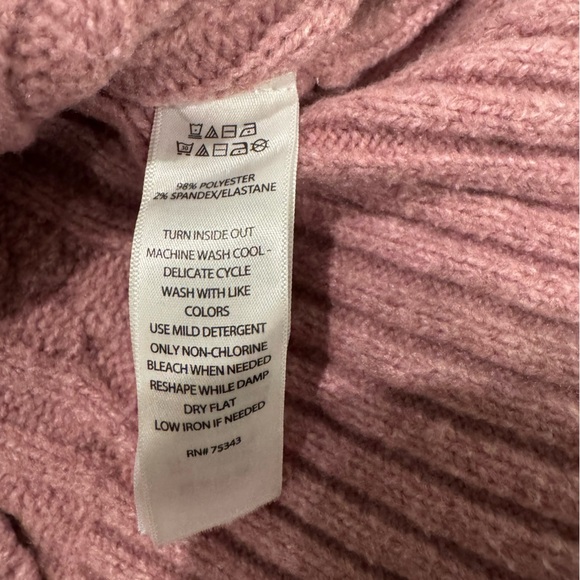 98% POLYESTER
2% SPANDEX/ELASTANE
TURN INSIDE OUT
MACHINE WASH COOL -
DELICATE CYCLE
WASH WITH LIKE
COLORS
USE MILD DETERGENT
ONLY NON-CHLORINE
BLEACH WHEN NEEDED
RESHAPE WHILE DAMP
DRY FLAT
LOW IRON IF NEEDED
RN# 75343